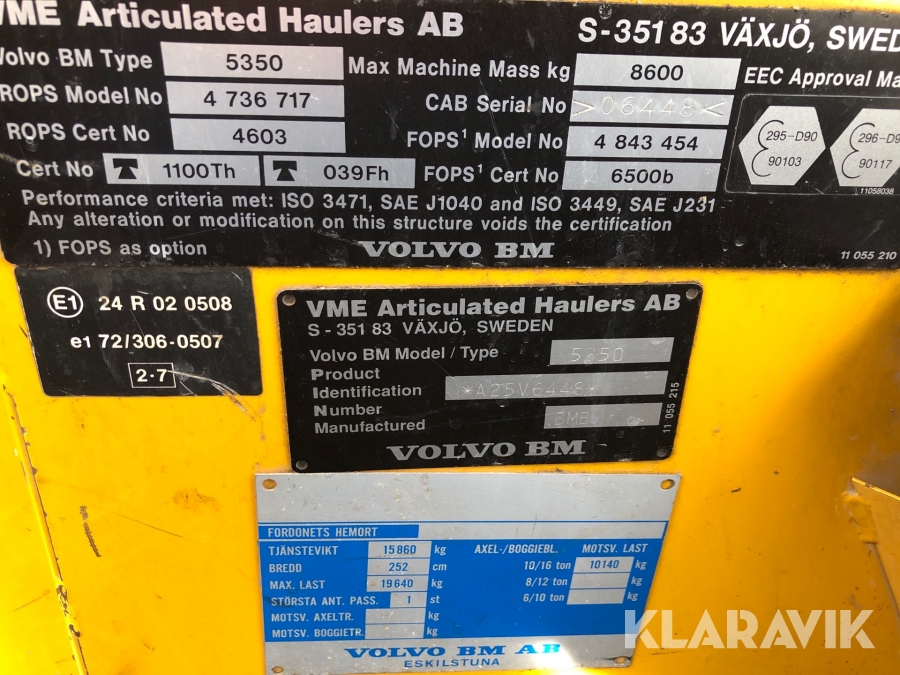 VME Articulated Haulers AB S-351 83 VÄXJÖ, SWED
Volvo BM Type 5350 Max Machine Mass kg 8600 EEC Approval Ma
ROPS Model No 4 736 717 CAB Serial No >06448<
ROPS Cert No 4603 FOPS¹ Model No 4 843 454
Cert No 1100Th 039Fh FOPS¹ Cert No 6500b
295-D90
90103
296-D9
90117
11058038
Performance criteria met: ISO 3471, SAE J1040 and ISO 3449, SAE J231
Any alteration or modification on this structure voids the certification
1) FOPS as option VOLVO BM 11 055 210
E1 24 R 02 0508
e1 72/306-0507
2-7
VME Articulated Haulers AB
S-351 83 VÄXJÖ, SWEDEN
Volvo BM Model / Type 5350
Product
Identification *A25V6448*
Number
Manufactured
11 055 215
VOLVO BM
FORDONETS HEMORT
TJÄNSTEVIKT 15860 kg AXEL-/BOGGIEBL. MOTSV. LAST
BREDD 252 cm 10/16 ton 10140 kg
MAX. LAST 19640 kg 8/12 ton kg
STÖRSTA ANT. PASS. 1 st 6/10 ton kg
MOTSV. AXELTR. kg
MOTSV. BOGGIETR. kg
VOLVO BM AB
ESKILSTUNA
KLARAVIK